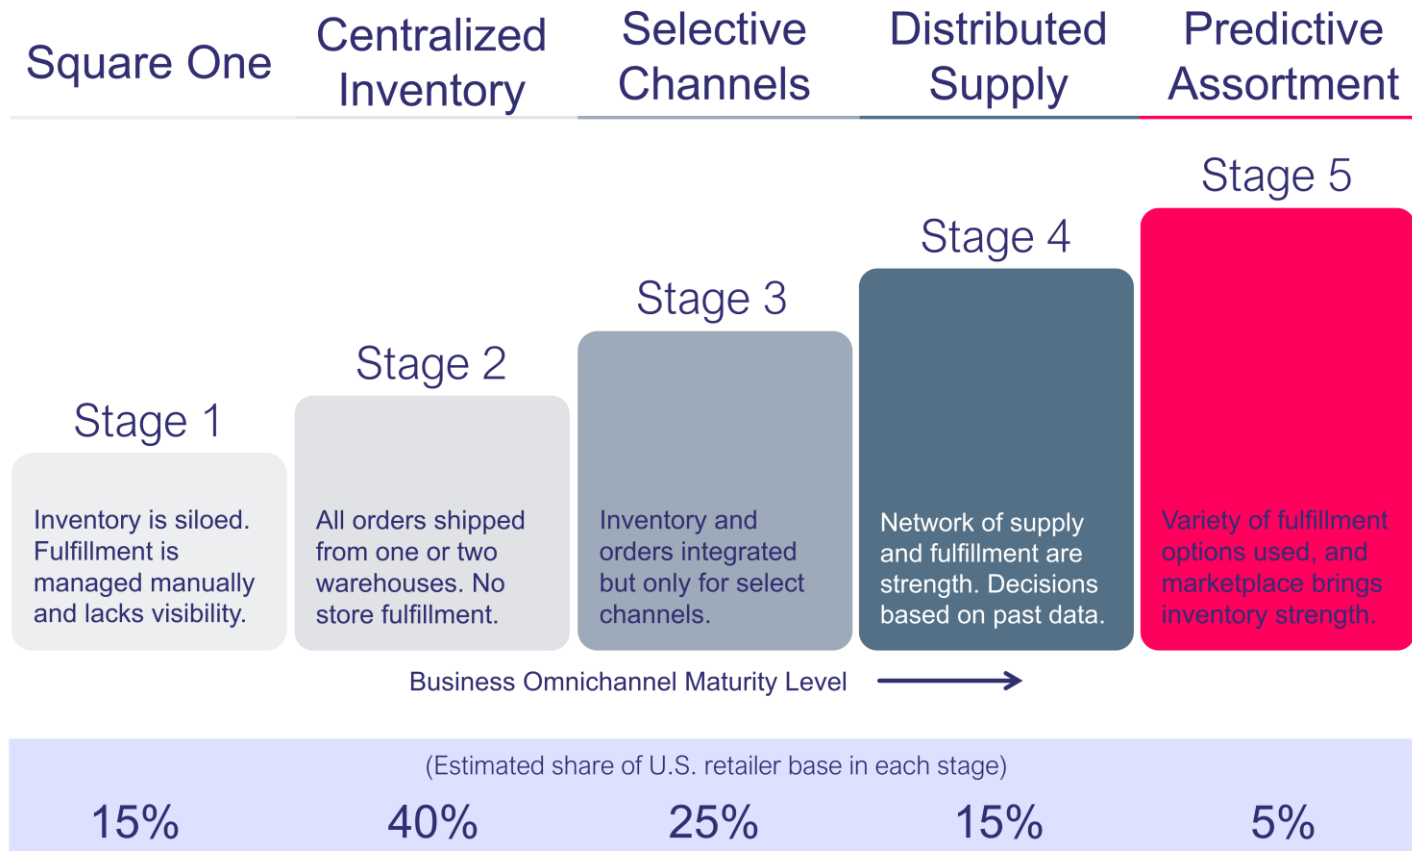 Square One
Centralized
Inventory
Selective
Channels
Distributed
Supply
Predictive
Assortment
Stage 1
Inventory is siloed.
Fulfillment is
managed manually
and lacks visibility.
Stage 2
All orders shipped
from one or two
warehouses. No
store fulfillment.
Stage 3
Inventory and
orders integrated
but only for select
channels.
Stage 4
Network of supply
and fulfillment are
strength. Decisions
based on past data.
Stage 5
Variety of fulfillment
options used, and
marketplace brings
inventory strength.
Business Omnichannel Maturity Level
(Estimated share of U.S. retailer base in each stage)
15% 40% 25% 15% 5%